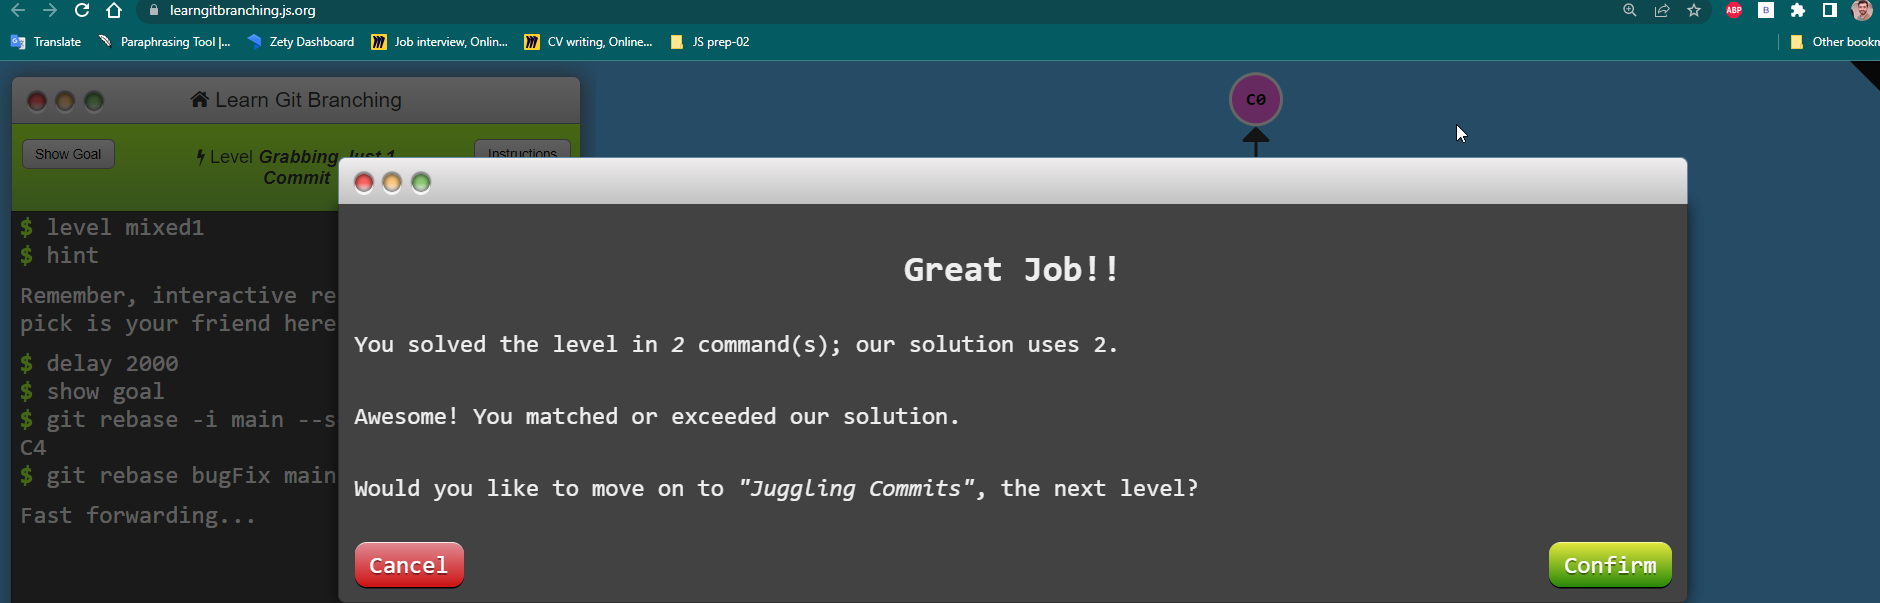 learngitbranching.js.org
ABP
B
Translate
Paraphrasing Tool |...
Zety Dashboard
Job interview, Onlin...
CV writing, Online...
JS prep-02
Other bookm
Learn Git Branching
C0
Show Goal
Level Grabbing Just 1
Commit
Instructions
$ level mixed1
$ hint
Remember, interactive re
pick is your friend here
$ delay 2000
$ show goal
$ git rebase -i main --s
C4
$ git rebase bugFix main
Fast forwarding...
Great Job!!
You solved the level in 2 command(s); our solution uses 2.
Awesome! You matched or exceeded our solution.
Would you like to move on to "Juggling Commits", the next level?
Cancel
Confirm